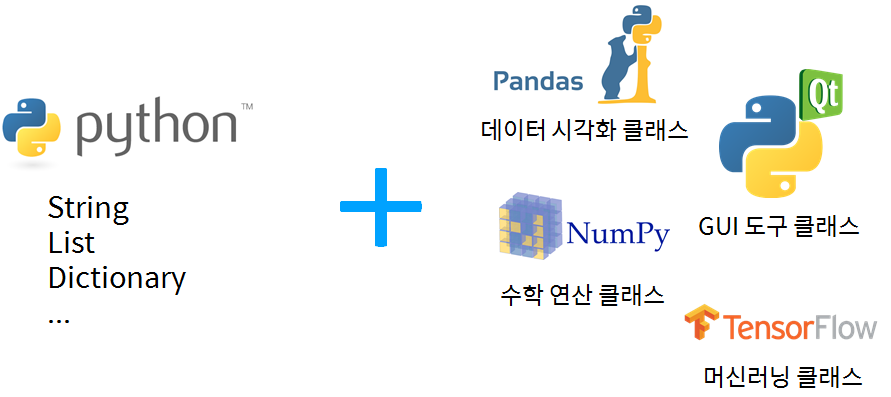 python™
String
List
Dictionary
...
Pandas
데이터 시각화 클래스
Qt
GUI 도구 클래스
NumPy
수학 연산 클래스
TensorFlow
머신러닝 클래스